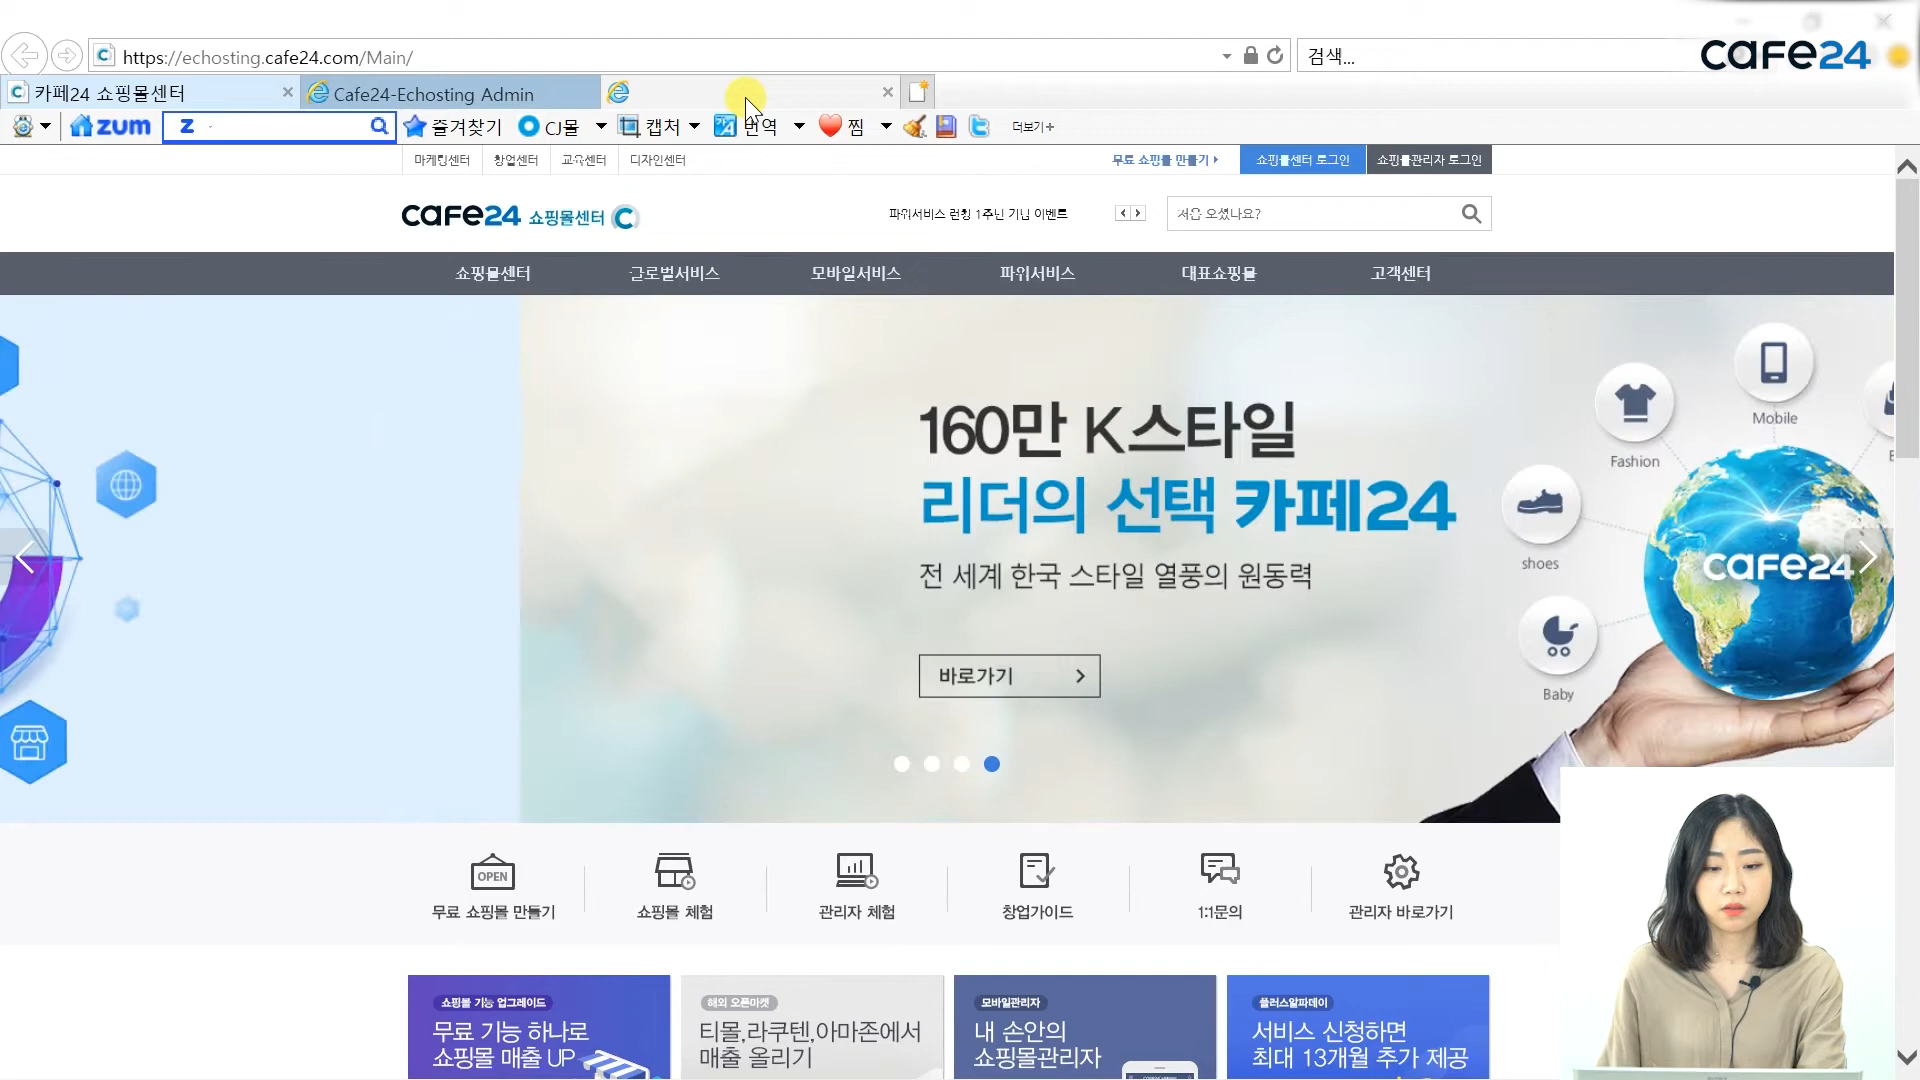 https://echosting.cafe24.com/Main/
검색...
cafe24
카페24 쇼핑몰센터
Cafe24-Echosting Admin
zum
즐겨찾기
CJ몰
캡처
번역
찜
더보기+
마케팅센터
창업센터
교육센터
디자인센터
무료 쇼핑몰 만들기
쇼핑몰센터 로그인
쇼핑몰관리자 로그인
cafe24 쇼핑몰센터
파워서비스 런칭 1주년 기념 이벤트
처음 오셨나요?
쇼핑몰센터
글로벌서비스
모바일서비스
파워서비스
대표쇼핑몰
고객센터
160만 K스타일
리더의 선택 카페24
전 세계 한국 스타일 열풍의 원동력
바로가기
Mobile
Fashion
shoes
Baby
cafe24
OPEN
무료 쇼핑몰 만들기
쇼핑몰 체험
관리자 체험
창업가이드
1:1문의
관리자 바로가기
쇼핑몰 기능 업그레이드
무료 기능 하나로
쇼핑몰 매출 UP
해외 오픈마켓
티몰,라쿠텐,아마존에서
매출 올리기
모바일관리자
내 손안의
쇼핑몰관리자
플러스알파데이
서비스 신청하면
최대 13개월 추가 제공